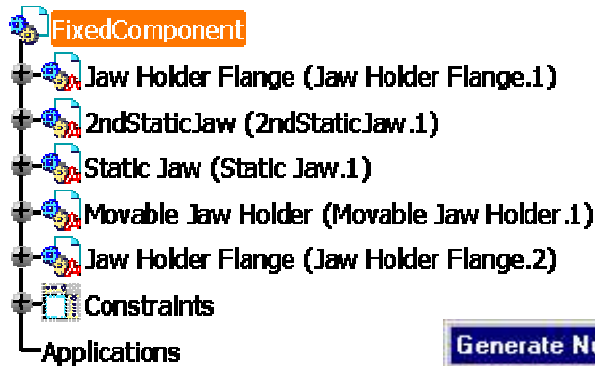 FixedComponent
Jaw Holder Flange (Jaw Holder Flange.1)
2ndStaticJaw (2ndStaticJaw.1)
Static Jaw (Static Jaw.1)
Movable Jaw Holder (Movable Jaw Holder.1)
Jaw Holder Flange (Jaw Holder Flange.2)
Constraints
Applications
Generate